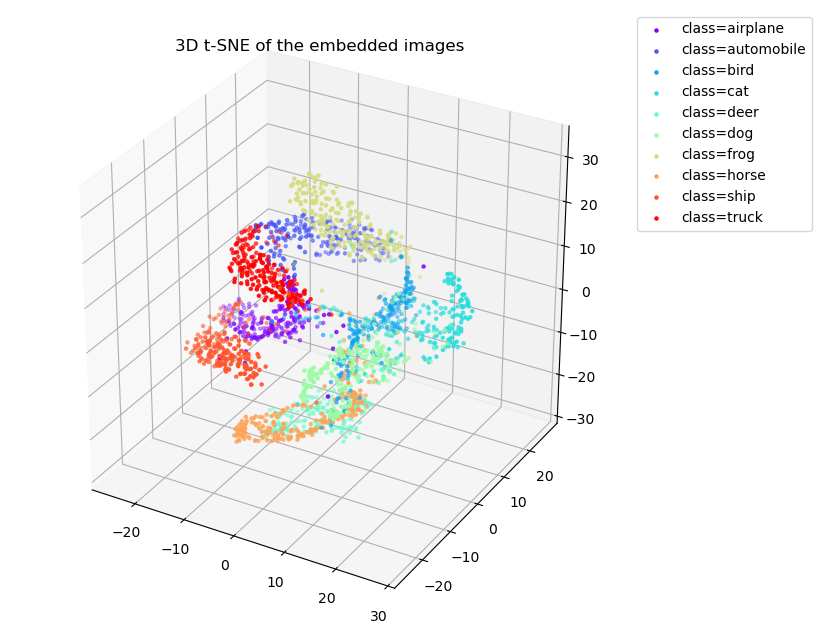 3D t-SNE of the embedded images
class=airplane
class=automobile
class=bird
class=cat
class=deer
class=dog
class=frog
class=horse
class=ship
class=truck
30
20
10
0
−10
−20
−30
20
10
0
−10
−20
−20
−10
0
10
20
30